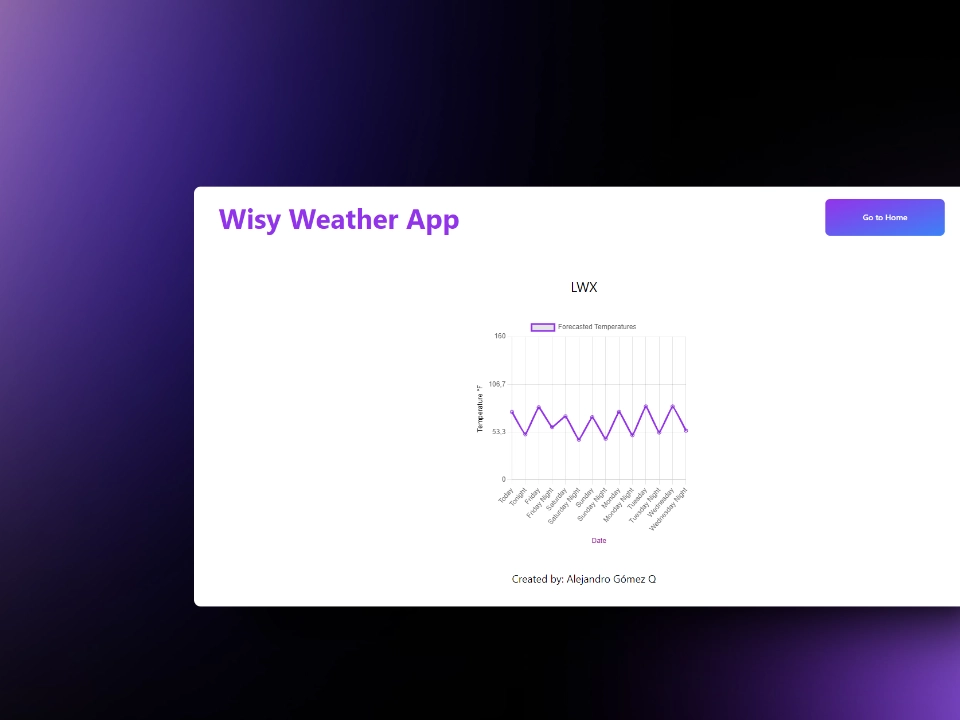 Wisy Weather App
Go to Home
LWX
Forecasted Temperatures
160
106,7
53,3
0
Temperature °F
Today
Tonight
Friday
Friday Night
Saturday
Saturday Night
Sunday
Sunday Night
Monday
Monday Night
Tuesday
Tuesday Night
Wednesday
Wednesday Night
Date
Created by: Alejandro Gómez Q